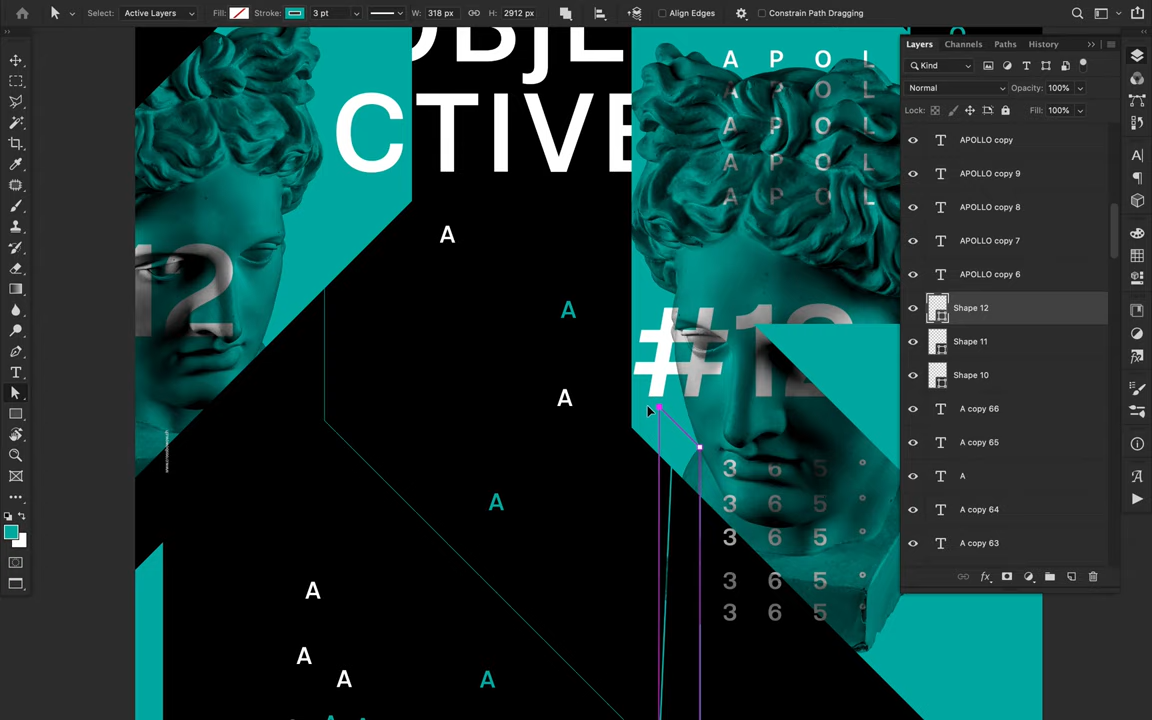 Select: Active Layers Fill: Stroke: 3 pt W: 318 px H: 2912 px Align Edges Constrain Path Dragging
Layers Channels Paths History
Kind
Normal Opacity: 100%
Lock: Fill: 100%
APOLLO copy
APOLLO copy 9
APOLLO copy 8
APOLLO copy 7
APOLLO copy 6
Shape 12
Shape 11
Shape 10
A copy 66
A copy 65
A
A copy 64
A copy 63
fx
OBJE
CTIVE
A P O L
A P O L
A P O L
A P O L
A P O L
12
##12
A
A
A
A
A
A
A
A
3 6 5 °
3 6 5 °
3 6 5 °
3 6 5 °
3 6 5 °